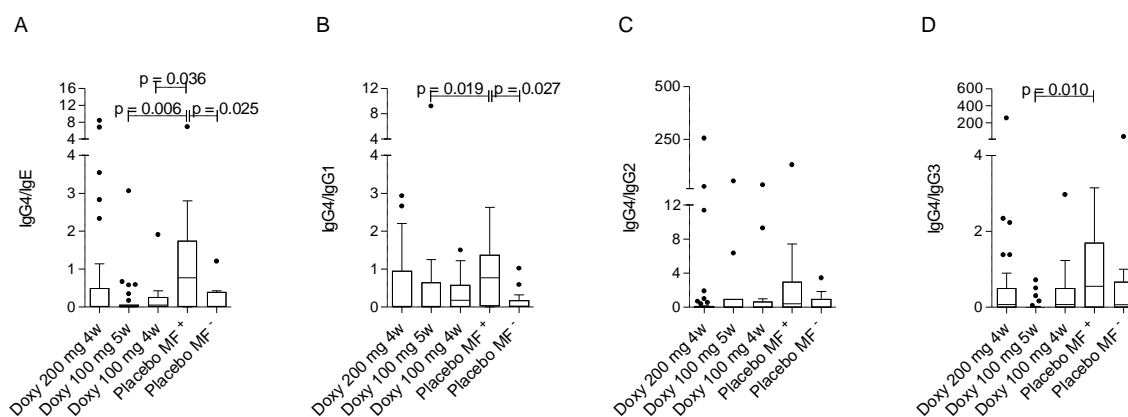 A
B
C
D
p = 0.036
p = 0.006
p = 0.025
16
12
8
4
4
3
2
1
0
IgG4/IgE
Doxy 200 mg 4w
Doxy 100 mg 5w
Doxy 100 mg 4w
Placebo MF+
Placebo MF-
p = 0.019
p = 0.027
12
8
4
4
3
2
1
0
IgG4/IgG1
Doxy 200 mg 4w
Doxy 100 mg 5w
Doxy 100 mg 4w
Placebo MF+
Placebo MF-
500
250
12
8
4
0
IgG4/IgG2
Doxy 200 mg 4w
Doxy 100 mg 5w
Doxy 100 mg 4w
Placebo MF+
Placebo MF-
p = 0.010
600
400
200
4
2
0
IgG4/IgG3
Doxy 200 mg 4w
Doxy 100 mg 5w
Doxy 100 mg 4w
Placebo MF+
Placebo MF-